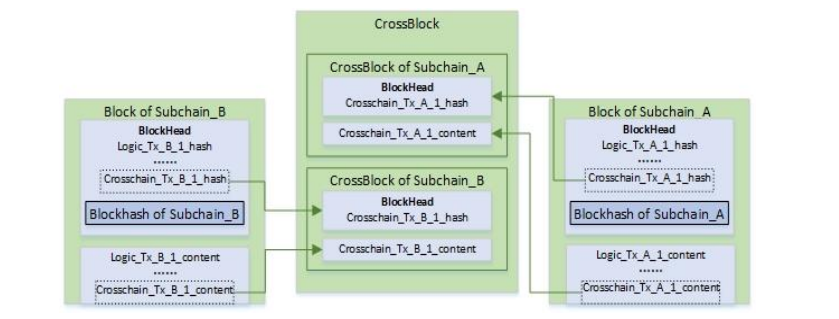 CrossBlock
CrossBlock of Subchain_A
BlockHead
Crosschain_Tx_A_1_hash
Crosschain_Tx_A_1_content
CrossBlock of Subchain_B
BlockHead
Crosschain_Tx_B_1_hash
Crosschain_Tx_B_1_content
Block of Subchain_B
BlockHead
Logic_Tx_B_1_hash
......
Crosschain_Tx_B_1_hash
Blockhash of Subchain_B
Logic_Tx_B_1_content
......
Crosschain_Tx_B_1_content
Block of Subchain_A
BlockHead
Logic_Tx_A_1_hash
......
Crosschain_Tx_A_1_hash
Blockhash of Subchain_A
Logic_Tx_A_1_content
......
Crosschain_Tx_A_1_content